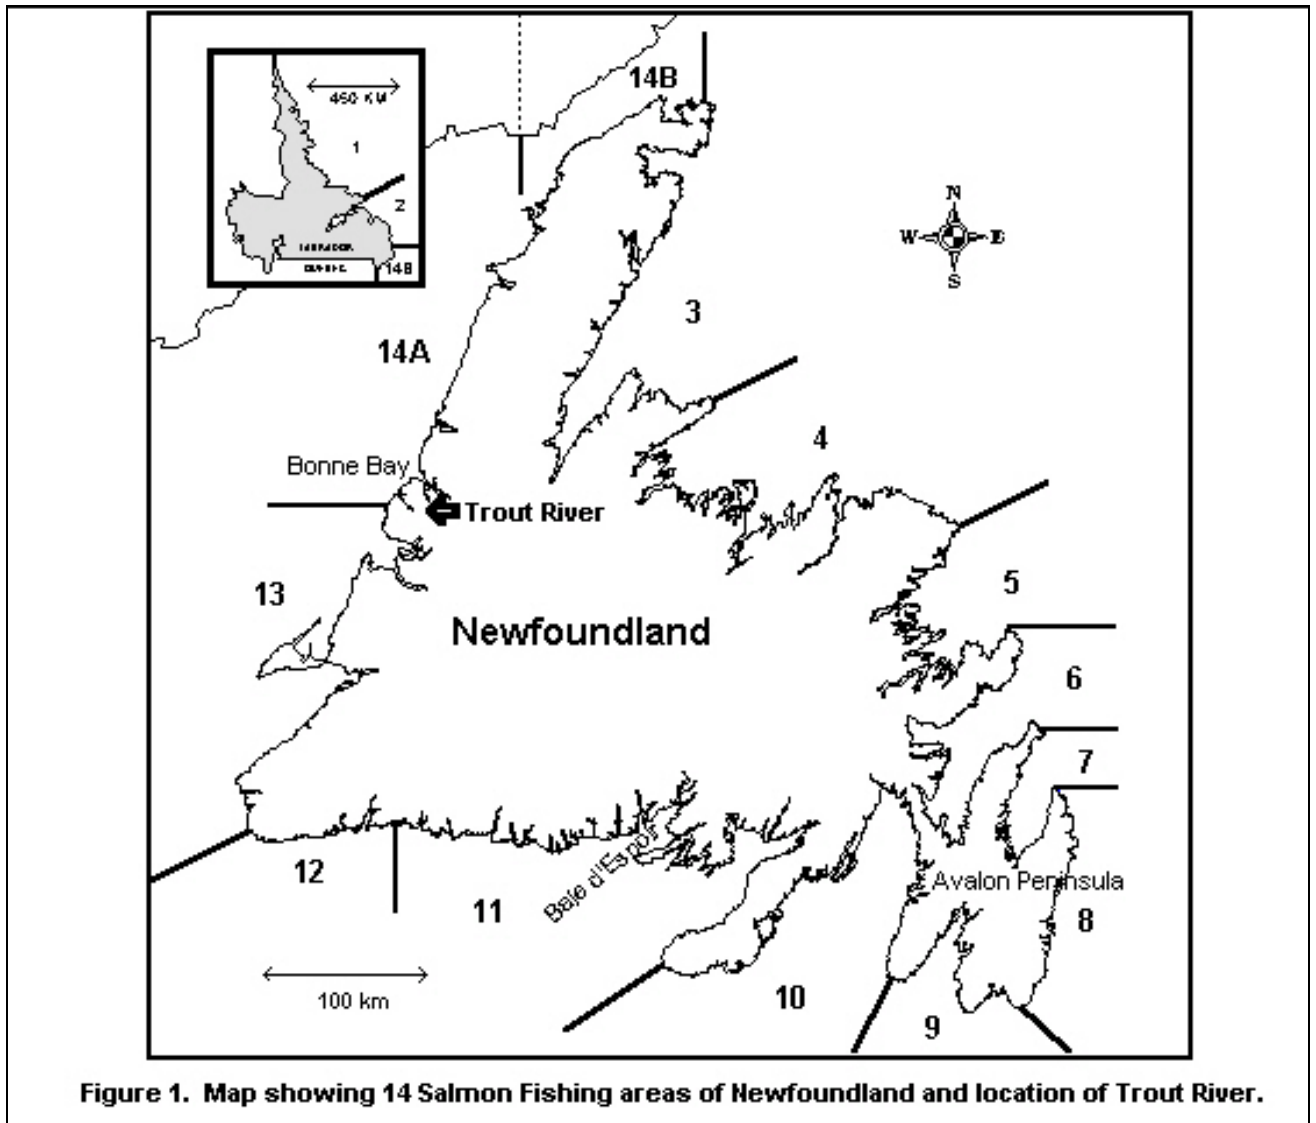 14B
450 KM
1
2
LABRADOR
QUEBEC
14B
N
W E
S
3
14A
4
Bonne Bay
Trout River
13
5
Newfoundland
6
7
Baie d'Espoir
12
Avalon Peninsula
11
8
100 km
10
9
Figure 1. Map showing 14 Salmon Fishing areas of Newfoundland and location of Trout River.